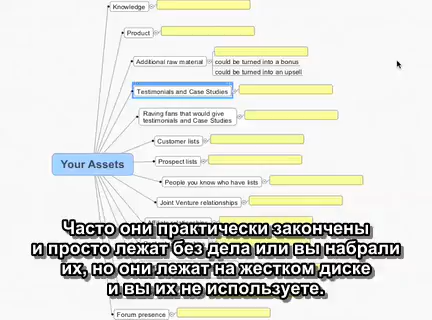 Knowledge
Product
Additional raw material
could be turned into a bonus
could be turned into an upsell
Testimonials and Case Studies
Raving fans that would give
testimonials and Case Studies
Customer lists
Your Assets
Prospect lists
People you know who have lists
Joint Venture relationships
Часто они практически закончены
и просто лежат без дела или вы набрали
их, но они лежат на жестком диске
и вы их не используете.
Forum presence